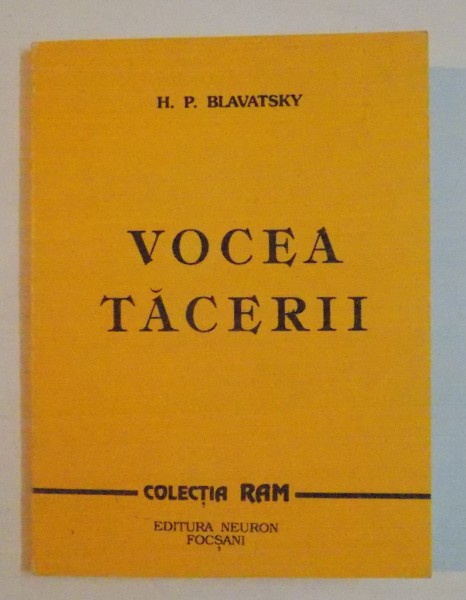 H. P. BLAVATSKY
VOCEA
TĂCERII
COLECȚIA RAM
EDITURA NEURON
FOCȘANI